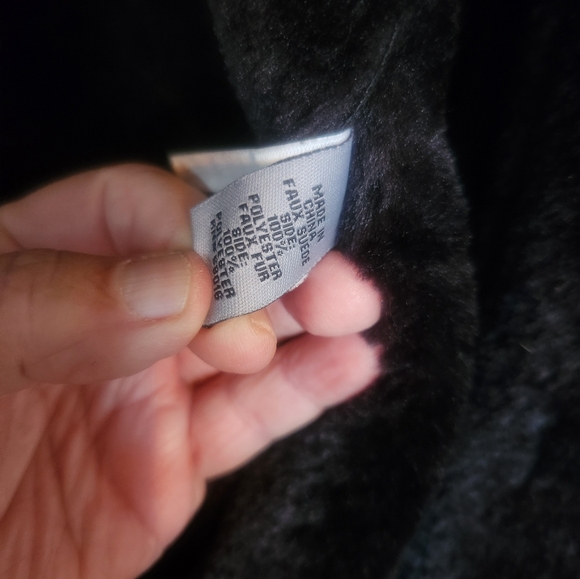 MADE IN
CHINA
FAUX SUEDE
SIDE:
100%
POLYESTER
FAUX FUR
SIDE:
100%
POLYESTER